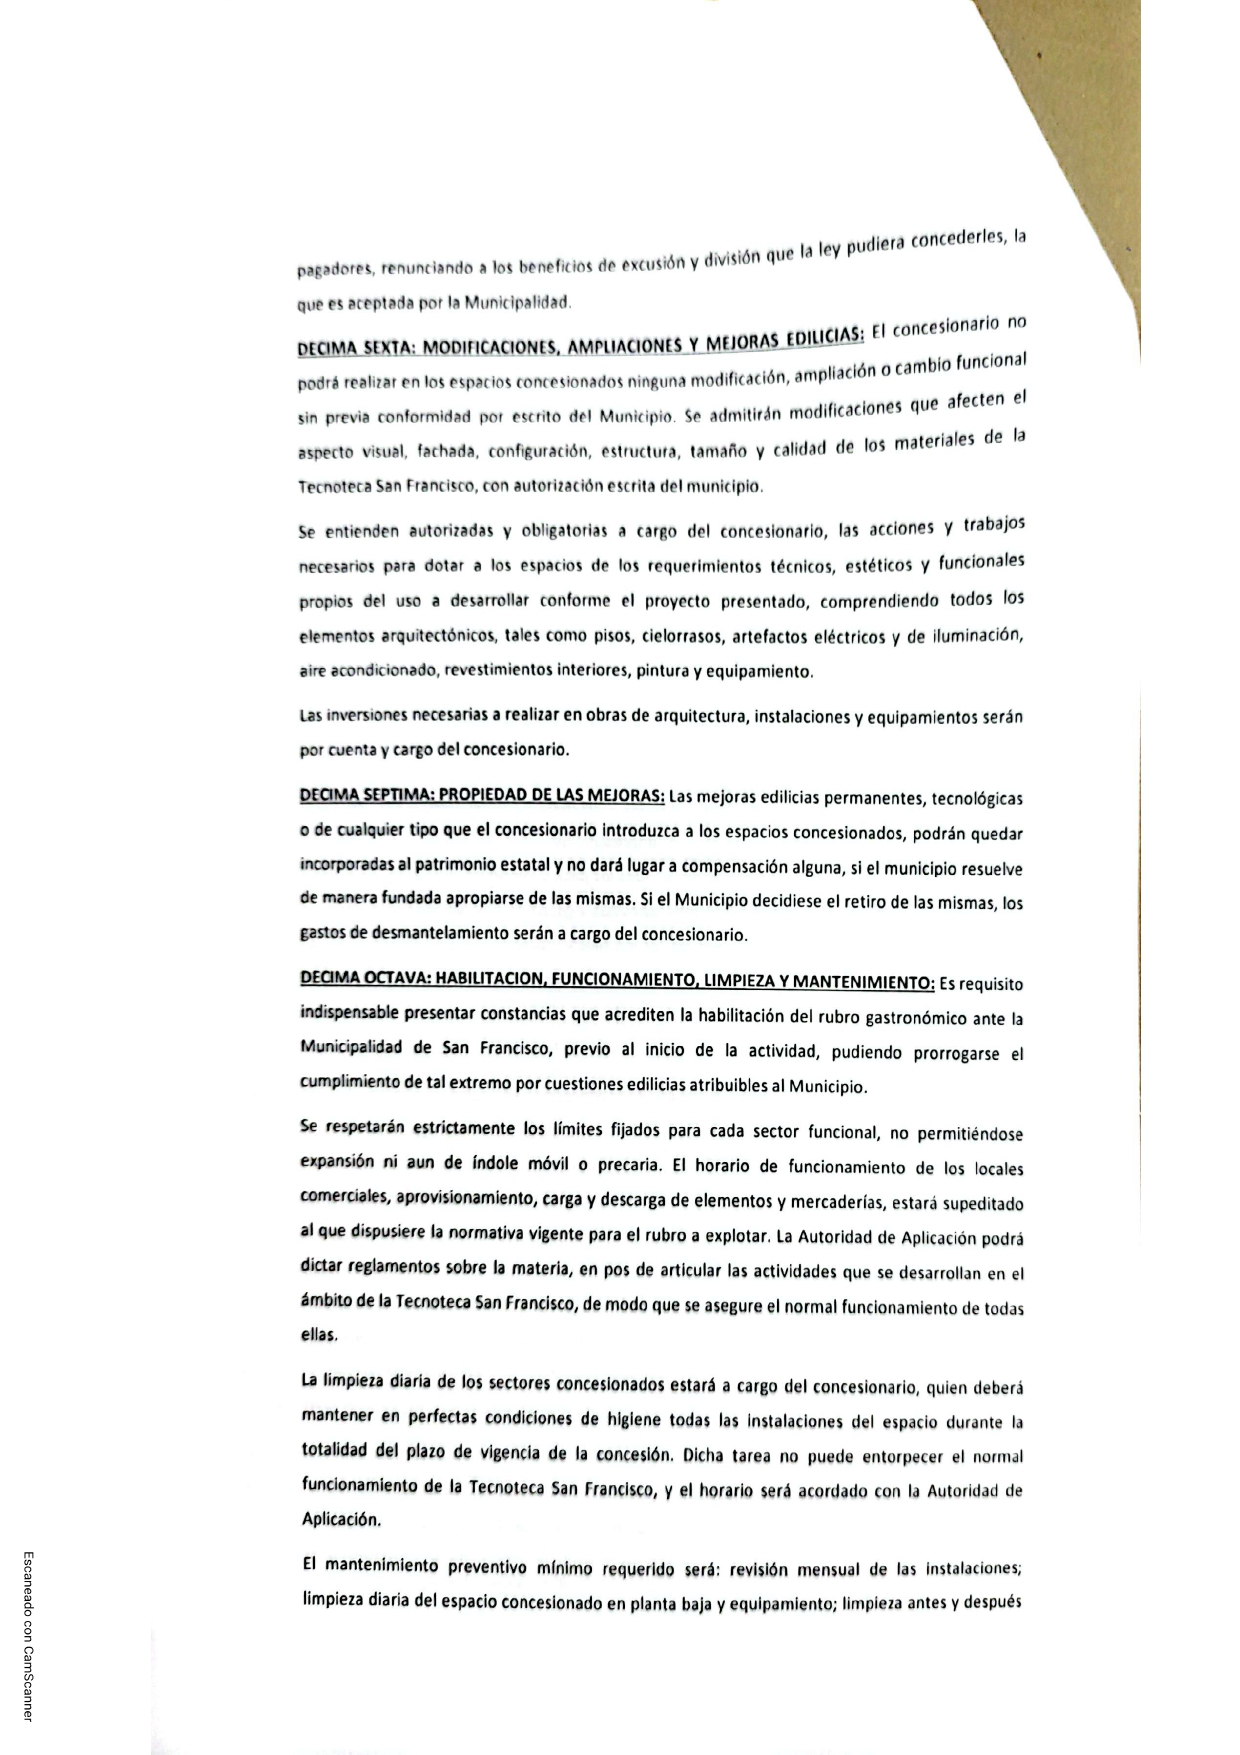 pagadores, renunciando a los beneficios de excusión y división que la ley pudiera concederles, la
que es aceptada por la Municipalidad.
DECIMA SEXTA: MODIFICACIONES, AMPLIACIONES Y MEJORAS EDILICIAS: El concesionario no
podrá realizar en los espacios concesionados ninguna modificación, ampliación o cambio funcional
sin previa conformidad por escrito del Municipio. Se admitirán modificaciones que afecten el
aspecto visual, fachada, configuración, estructura, tamaño y calidad de los materiales de la
Tecnoteca San Francisco, con autorización escrita del municipio.
Se entienden autorizadas y obligatorias a cargo del concesionario, las acciones y trabajos
necesarios para dotar a los espacios de los requerimientos técnicos, estéticos y funcionales
propios del uso a desarrollar conforme el proyecto presentado, comprendiendo todos los
elementos arquitectónicos, tales como pisos, cielorrasos, artefactos eléctricos y de iluminación,
aire acondicionado, revestimientos interiores, pintura y equipamiento.
Las inversiones necesarias a realizar en obras de arquitectura, instalaciones y equipamientos serán
por cuenta y cargo del concesionario.
DECIMA SEPTIMA: PROPIEDAD DE LAS MEJORAS: Las mejoras edilicias permanentes, tecnológicas
o de cualquier tipo que el concesionario introduzca a los espacios concesionados, podrán quedar
incorporadas al patrimonio estatal y no dará lugar a compensación alguna, si el municipio resuelve
de manera fundada apropiarse de las mismas. Si el Municipio decidiese el retiro de las mismas, los
gastos de desmantelamiento serán a cargo del concesionario.
DECIMA OCTAVA: HABILITACION, FUNCIONAMIENTO, LIMPIEZA Y MANTENIMIENTO: Es requisito
indispensable presentar constancias que acrediten la habilitación del rubro gastronómico ante la
Municipalidad de San Francisco, previo al inicio de la actividad, pudiendo prorrogarse el
cumplimiento de tal extremo por cuestiones edilicias atribuibles al Municipio.
Se respetarán estrictamente los límites fijados para cada sector funcional, no permitiéndose
expansión ni aun de índole móvil o precaria. El horario de funcionamiento de los locales
comerciales, aprovisionamiento, carga y descarga de elementos y mercaderías, estará supeditado
al que dispusiere la normativa vigente para el rubro a explotar. La Autoridad de Aplicación podrá
dictar reglamentos sobre la materia, en pos de articular las actividades que se desarrollan en el
ámbito de la Tecnoteca San Francisco, de modo que se asegure el normal funcionamiento de todas
ellas.
La limpieza diaria de los sectores concesionados estará a cargo del concesionario, quien deberá
mantener en perfectas condiciones de higiene todas las instalaciones del espacio durante la
totalidad del plazo de vigencia de la concesión. Dicha tarea no puede entorpecer el normal
funcionamiento de la Tecnoteca San Francisco, y el horario será acordado con la Autoridad de
Aplicación.
El mantenimiento preventivo mínimo requerido será: revisión mensual de las instalaciones;
limpieza diaria del espacio concesionado en planta baja y equipamiento; limpieza antes y después
Escaneado con CamScanner